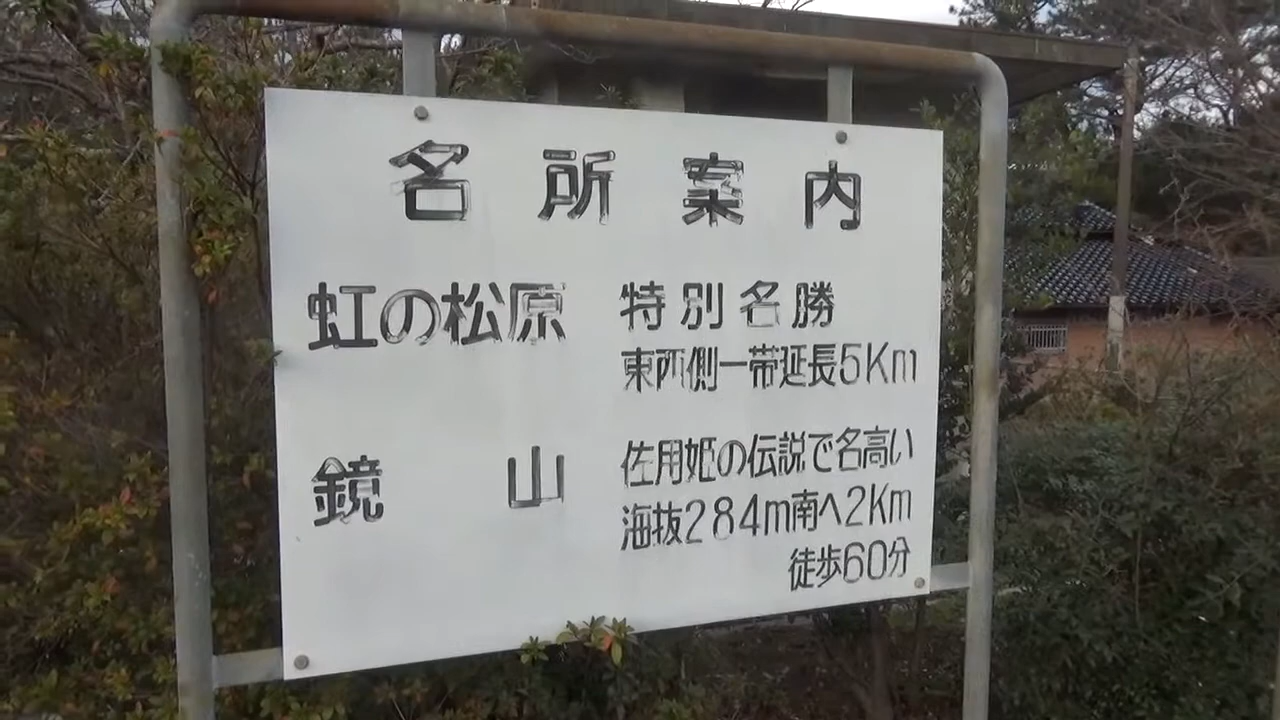 名所案内
虹の松原 特別名勝
東西側一帯延長5Km
鏡山 佐用姫の伝説で名高い
海抜284m南へ2Km
徒歩60分